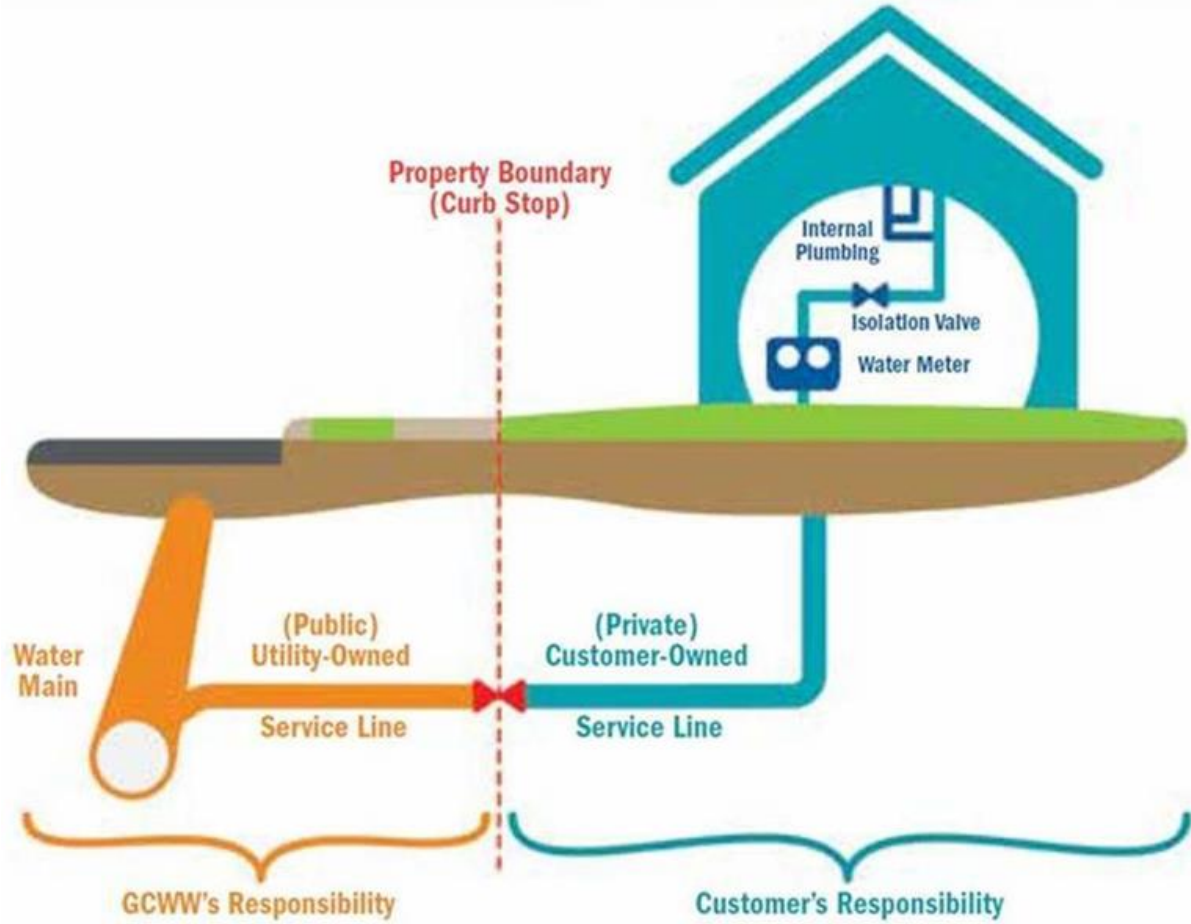 Property Boundary
(Curb Stop)
Internal
Plumbing
Isolation Valve
Water Meter
Water
Main
(Public)
Utility-Owned
Service Line
(Private)
Customer-Owned
Service Line
GCWW's Responsibility
Customer's Responsibility